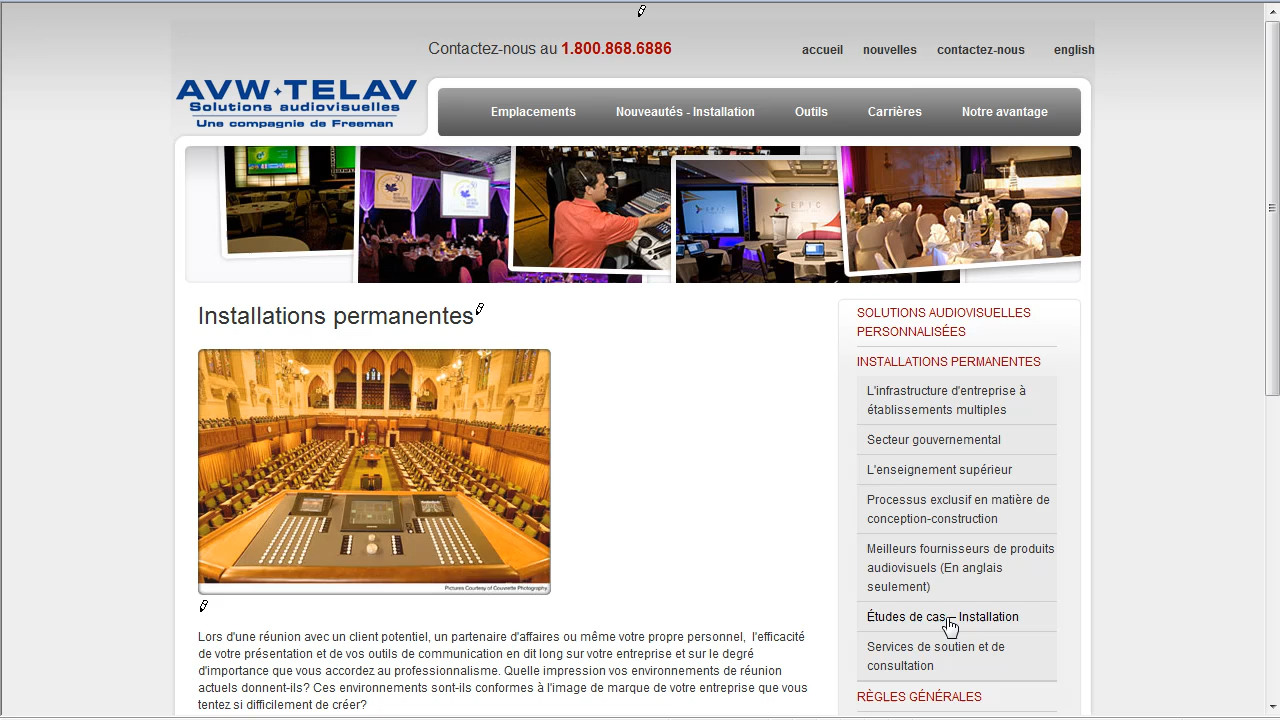 Contactez-nous au 1.800.868.6886
accueil nouvelles contactez-nous english
AVW-TELAV
Solutions audiovisuelles
Une compagnie de Freeman
Emplacements Nouveautés - Installation Outils Carrières Notre avantage
EPIC
Installations permanentes
Pictures Courtesy of Couvrette Photography
Lors d'une réunion avec un client potentiel, un partenaire d'affaires ou même votre propre personnel, l'efficacité
de votre présentation et de vos outils de communication en dit long sur votre entreprise et sur le degré
d'importance que vous accordez au professionnalisme. Quelle impression vos environnements de réunion
actuels donnent-ils? Ces environnements sont-ils conformes à l'image de marque de votre entreprise que vous
tentez si difficilement de créer?
SOLUTIONS AUDIOVISUELLES
PERSONNALISÉES
INSTALLATIONS PERMANENTES
L'infrastructure d'entreprise à
établissements multiples
Secteur gouvernemental
L'enseignement supérieur
Processus exclusif en matière de
conception-construction
Meilleurs fournisseurs de produits
audiovisuels (En anglais
seulement)
Études de cas – Installation
Services de soutien et de
consultation
RÈGLES GÉNÉRALES